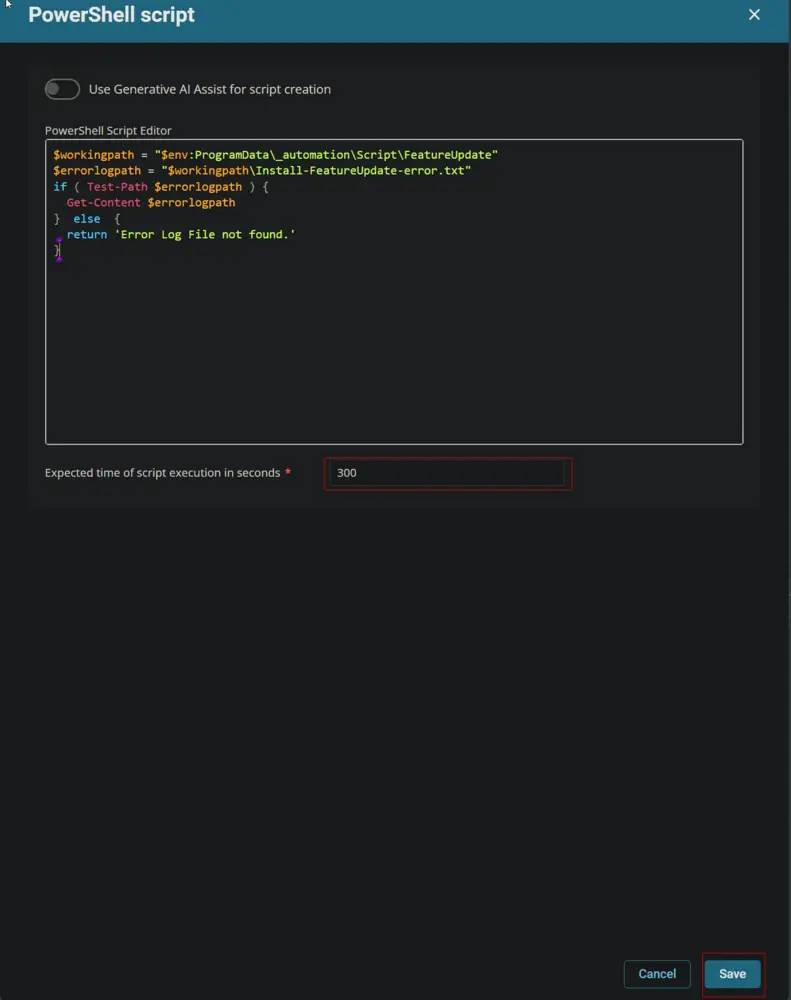 PowerShell script
Use Generative AI Assist for script creation
PowerShell Script Editor
$workingpath = "$env:ProgramData\_automation\Script\FeatureUpdate"
$errorlogpath = "$workingpath\Install-FeatureUpdate-error.txt"
if ( Test-Path $errorlogpath ) {
  Get-Content $errorlogpath
}  else  {
  return 'Error Log File not found.'
}
Expected time of script execution in seconds *
300
Cancel
Save